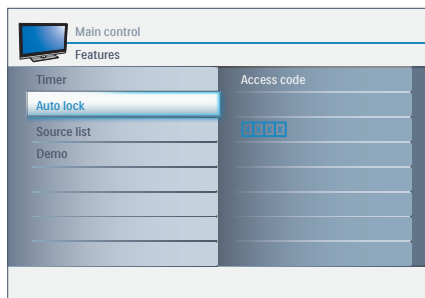 Main control
Features
Timer
Access code
Auto lock
Source list
X X X X
Demo